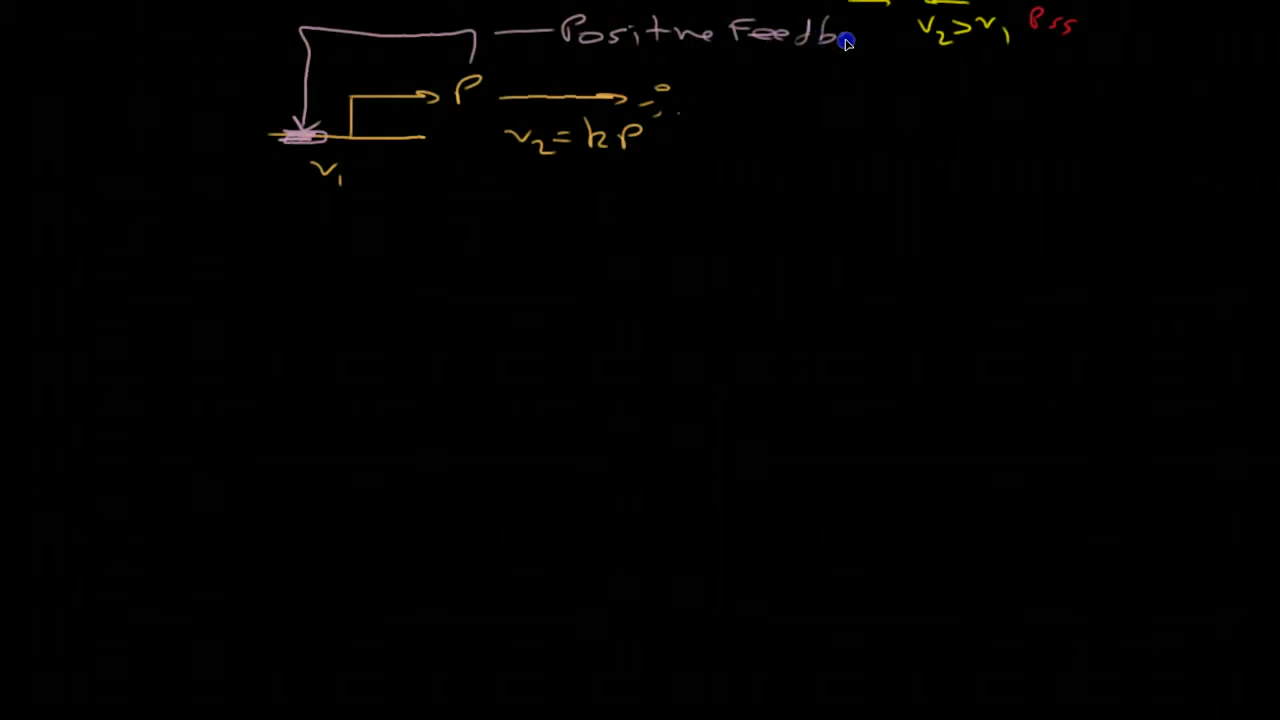 Positive Feedb
v₂>v₁ Pss
P
v₂ = kP
v₁